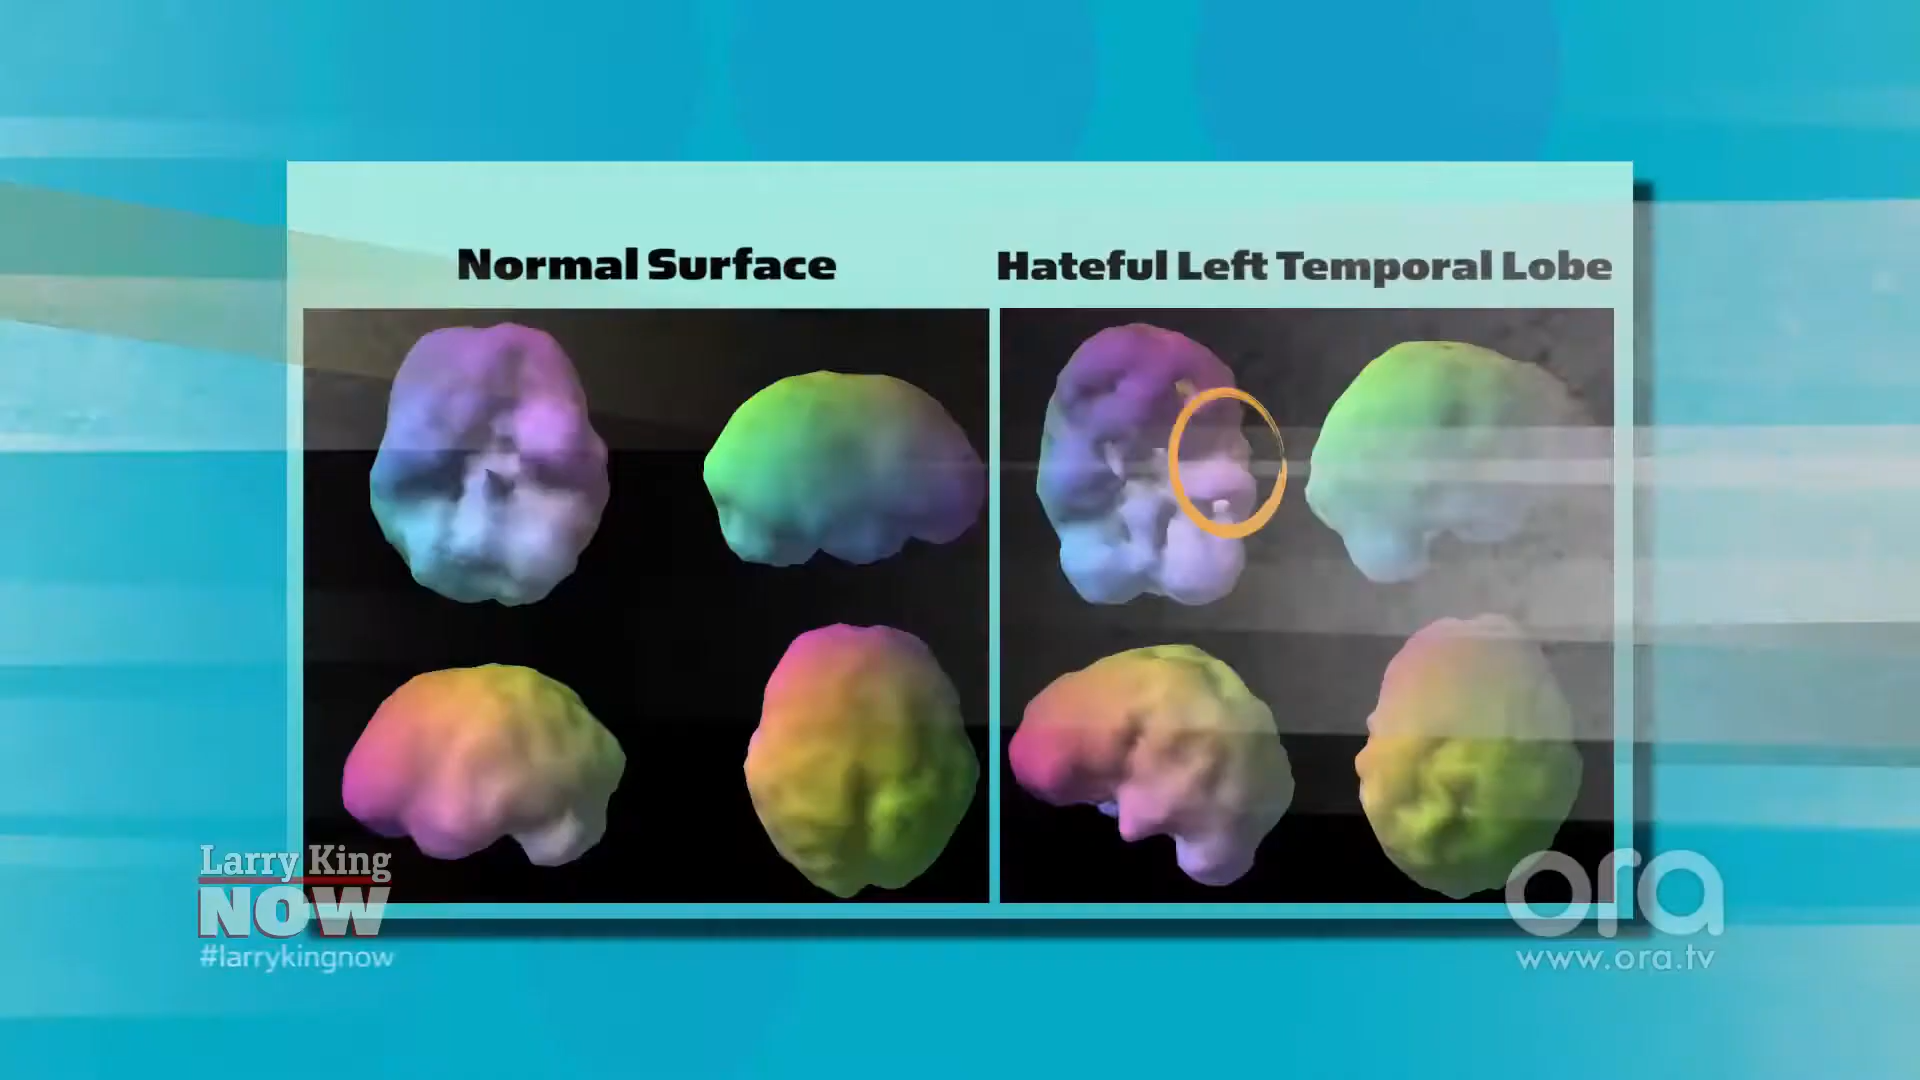 Normal Surface
Hateful Left Temporal Lobe
Larry King
NOW
#larrykingnow
ora
www.ora.tv